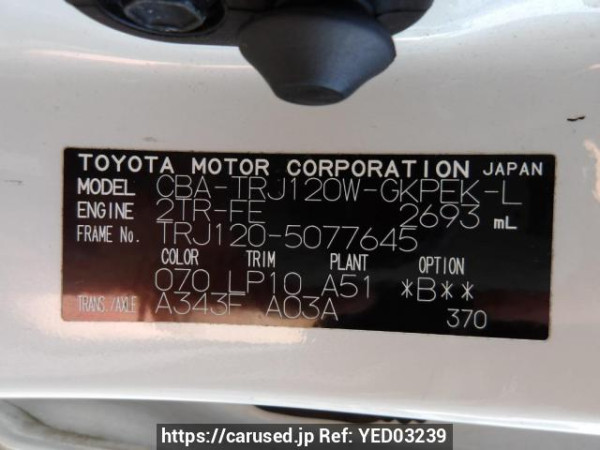 TOYOTA MOTOR CORPORATION JAPAN
MODEL CBA-TRJ120W-GKPEK-L
ENGINE 2TR-FE 2693 mL
FRAME No. TRJ120-5077645
COLOR TRIM PLANT OPTION
070 LP10 A51 *B**
TRANS./AXLE A343F A03A 370
https://carused.jp Ref: YED03239